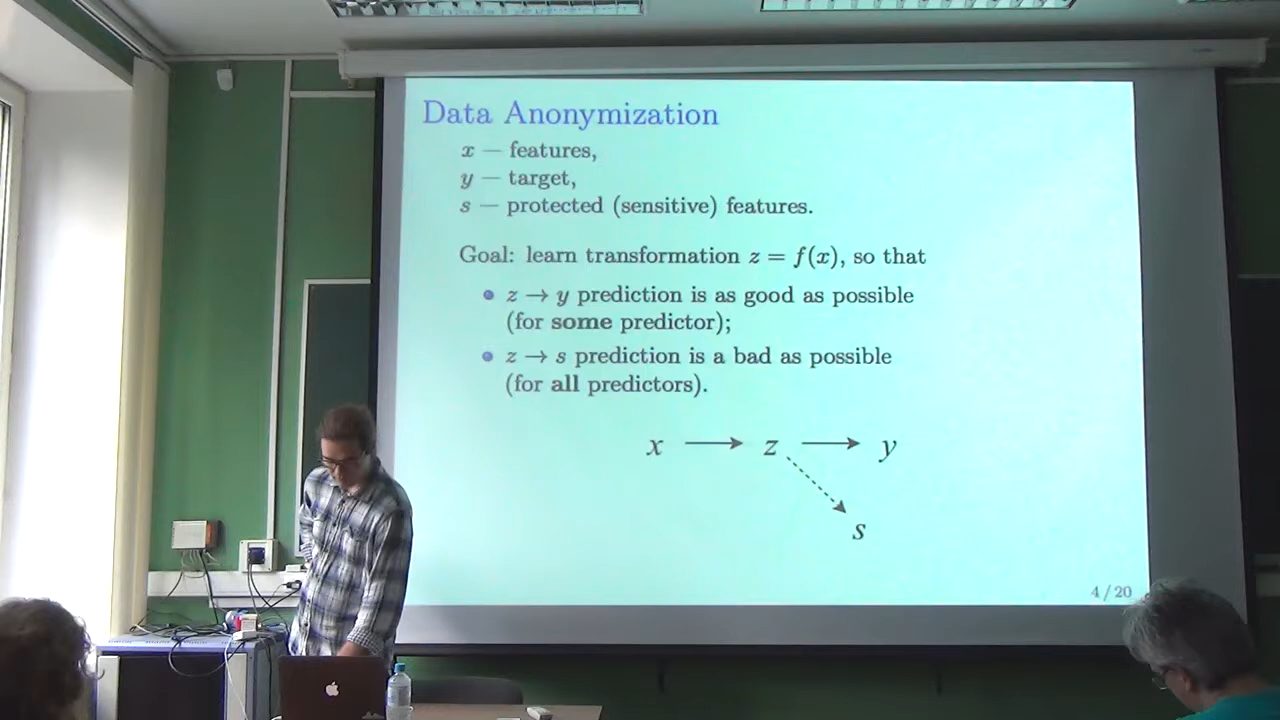 Data Anonymization
x — features,
y — target,
s — protected (sensitive) features.
Goal: learn transformation z = f(x), so that
• z → y prediction is as good as possible
(for some predictor);
• z → s prediction is a bad as possible
(for all predictors).
x → z → y
s
4 / 20